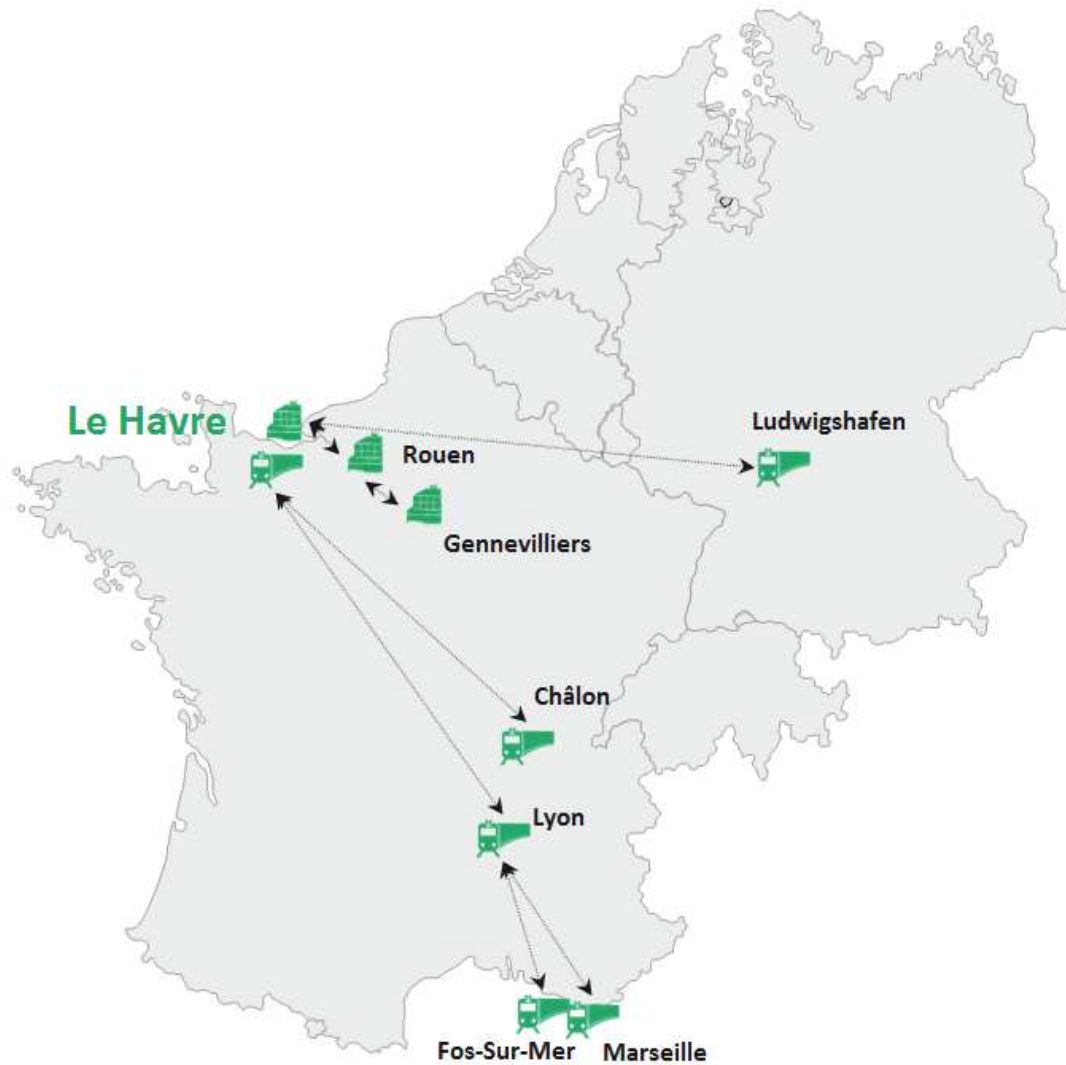 Le Havre
Ludwigshafen
Rouen
Gennevilliers
Châlon
Lyon
Fos-Sur-Mer
Marseille